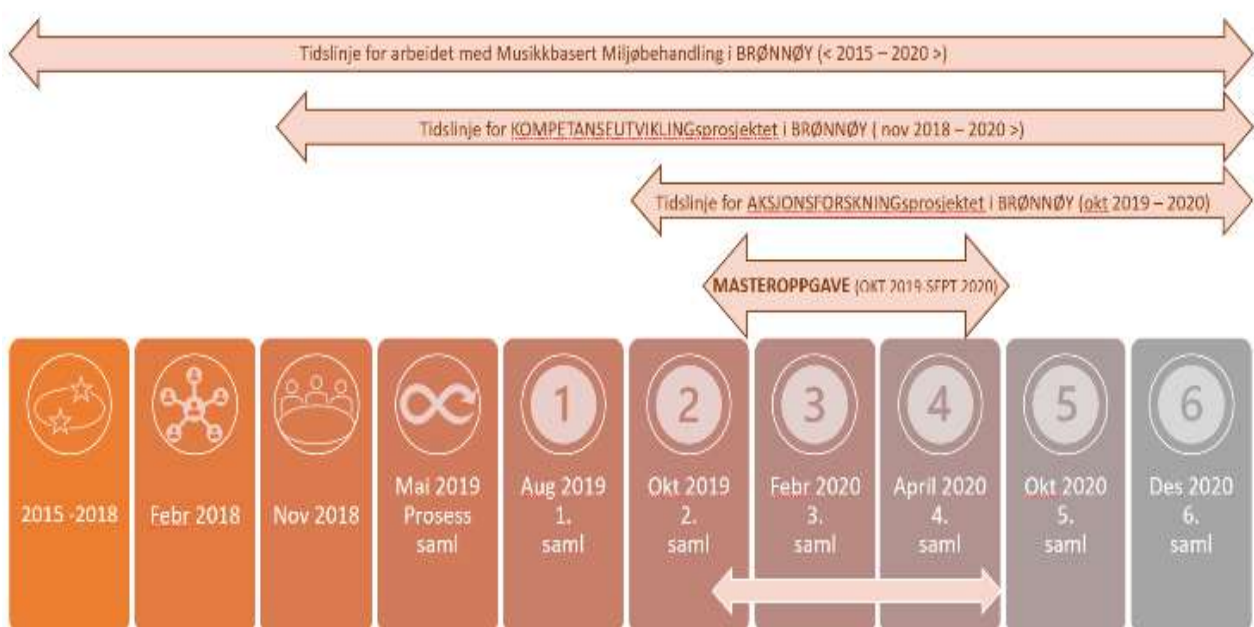 Tidslinje for arbeidet med Musikkbasert Miljøbehandling i BRØNNØY (< 2015 – 2020 >)
Tidslinje for KOMPETANSEUTVIKLINGsprosjektet i BRØNNØY ( nov 2018 – 2020 >)
Tidslinje for AKSJONSFORSKNINGsprosjektet i BRØNNØY (okt 2019 – 2020)
MASTEROPPGAVE (OKT 2019-SEPT 2020)
2015 -2018
Febr 2018
Nov 2018
Mai 2019
Prosess
saml
1
Aug 2019
1.
saml
2
Okt 2019
2.
saml
3
Febr 2020
3.
saml
4
April 2020
4.
saml
5
Okt 2020
5.
saml
6
Des 2020
6.
saml